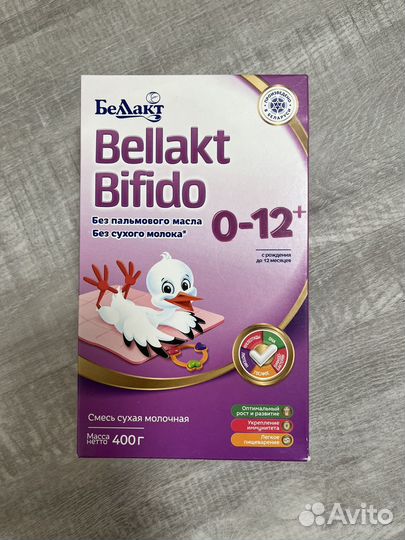 Беллакт
ПРОИЗВЕДЕНО
В БЕЛАРУСИ
Bellakt
Bifido
Без пальмового масла
Без сухого молока*
0-12+
с рождения
до 12 месяцев
Смесь сухая молочная
Масса
нетто 400 г
Оптимальный
рост и развитие
Укрепление
иммунитета
Легкое
пищеварение
Avito